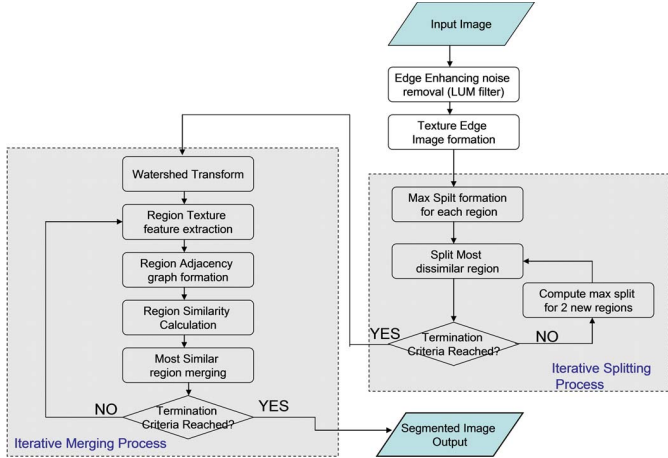 Input Image
Edge Enhancing noise
removal (LUM filter)
Texture Edge
Image formation
Max Spilt formation
for each region
Split Most
dissimilar region
Compute max split
for 2 new regions
Termination
Criteria Reached?
YES
NO
Iterative Splitting
Process
Watershed Transform
Region Texture
feature extraction
Region Adjacency
graph formation
Region Similarity
Calculation
Most Similar
region merging
Termination
Criteria Reached?
NO
YES
Iterative Merging Process
Segmented Image
Output